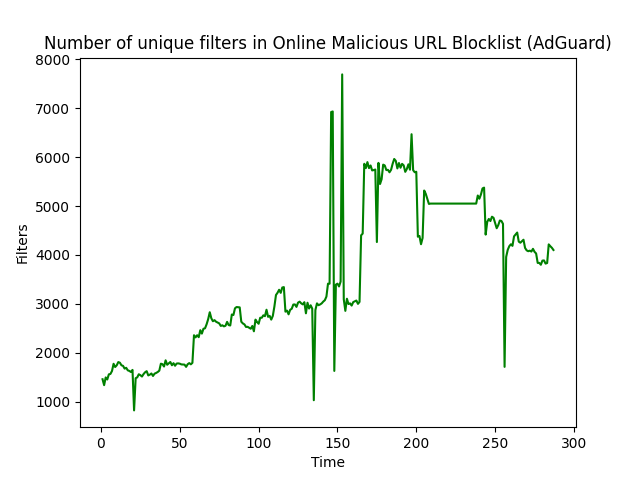 Number of unique filters in Online Malicious URL Blocklist (AdGuard)
8000
7000
6000
5000
4000
3000
2000
1000
Filters
0 50 100 150 200 250 300
Time